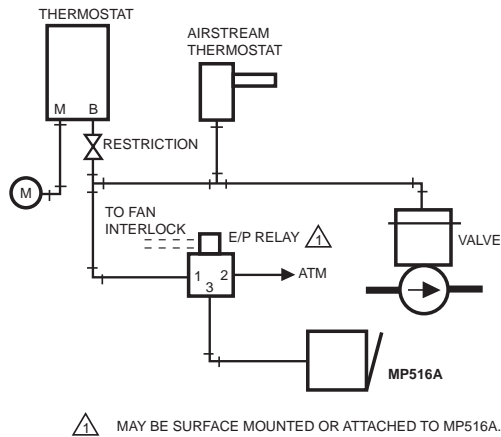 THERMOSTAT
AIRSTREAM
THERMOSTAT
M B
RESTRICTION
M
TO FAN
INTERLOCK
E/P RELAY 1
VALVE
1 2
3
ATM
MP516A
1 MAY BE SURFACE MOUNTED OR ATTACHED TO MP516A.